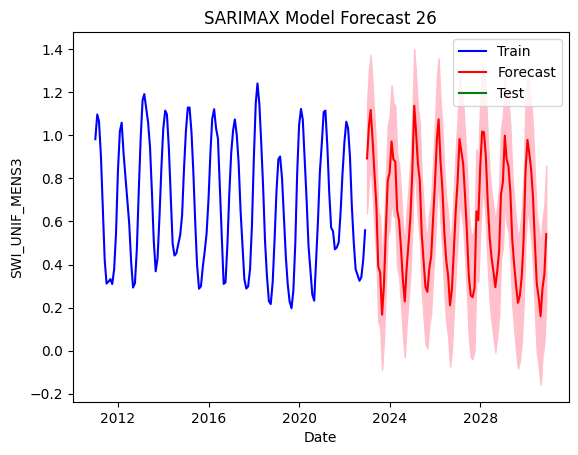 SARIMAX Model Forecast 26
Train
Forecast
Test
SWI_UNIF_MENS3
1.4
1.2
1.0
0.8
0.6
0.4
0.2
0.0
−0.2
2012 2016 2020 2024 2028
Date